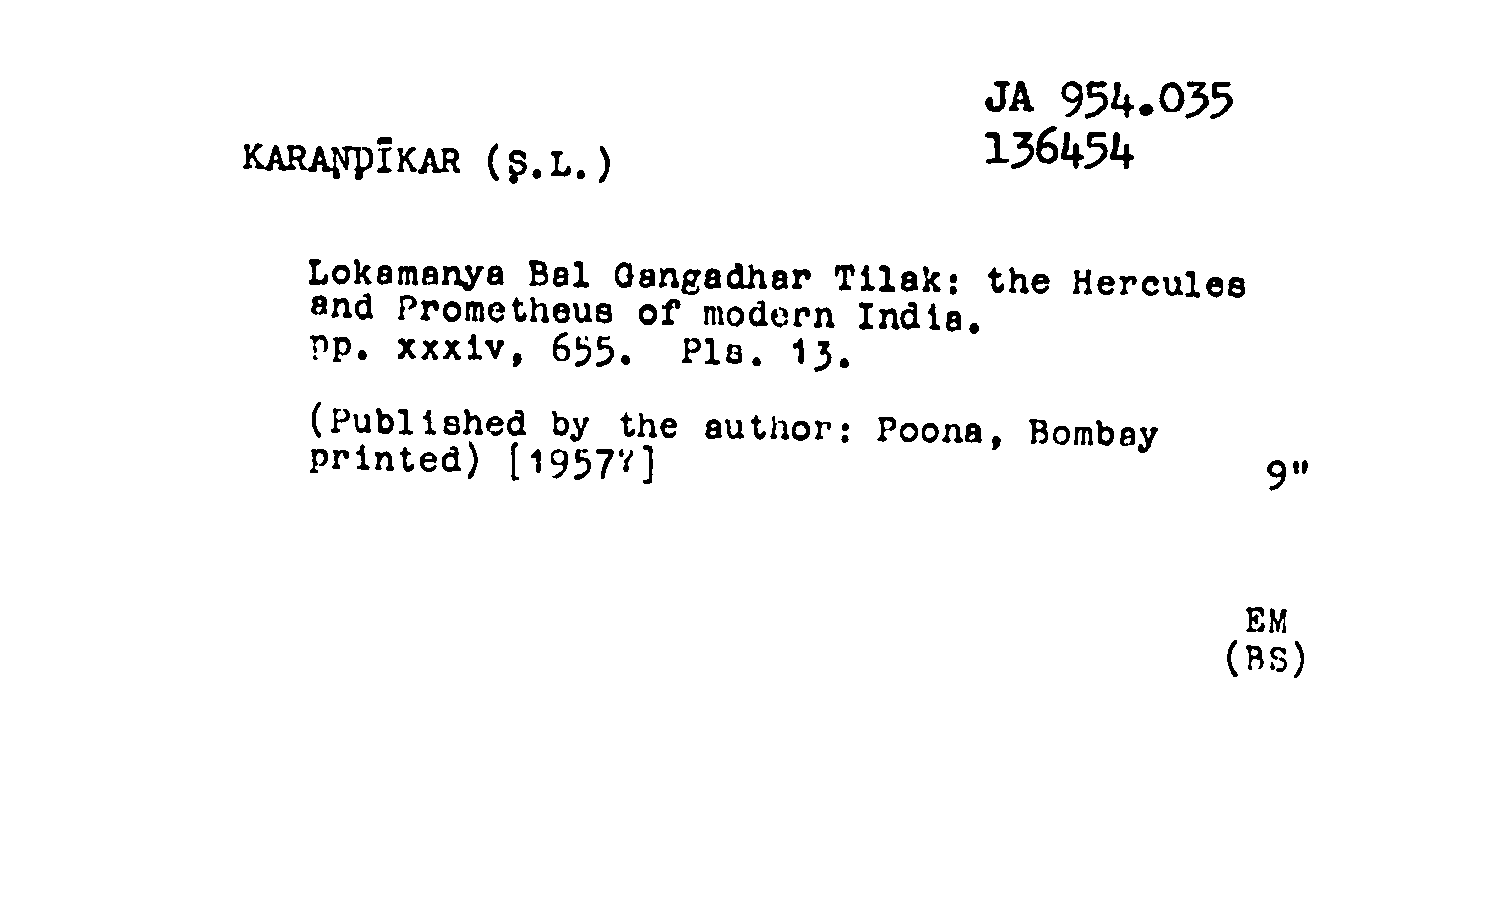 JA 954.035
136454
KARAṆḌĪKAR (Ṣ.L.)
Lokamanya Bal Gangadhar Tilak: the Hercules
and Prometheus of modern India.
pp. xxxiv, 655. Pls. 13.
(Published by the author: Poona, Bombay
printed) [1957?]
9"
EM
(BS)